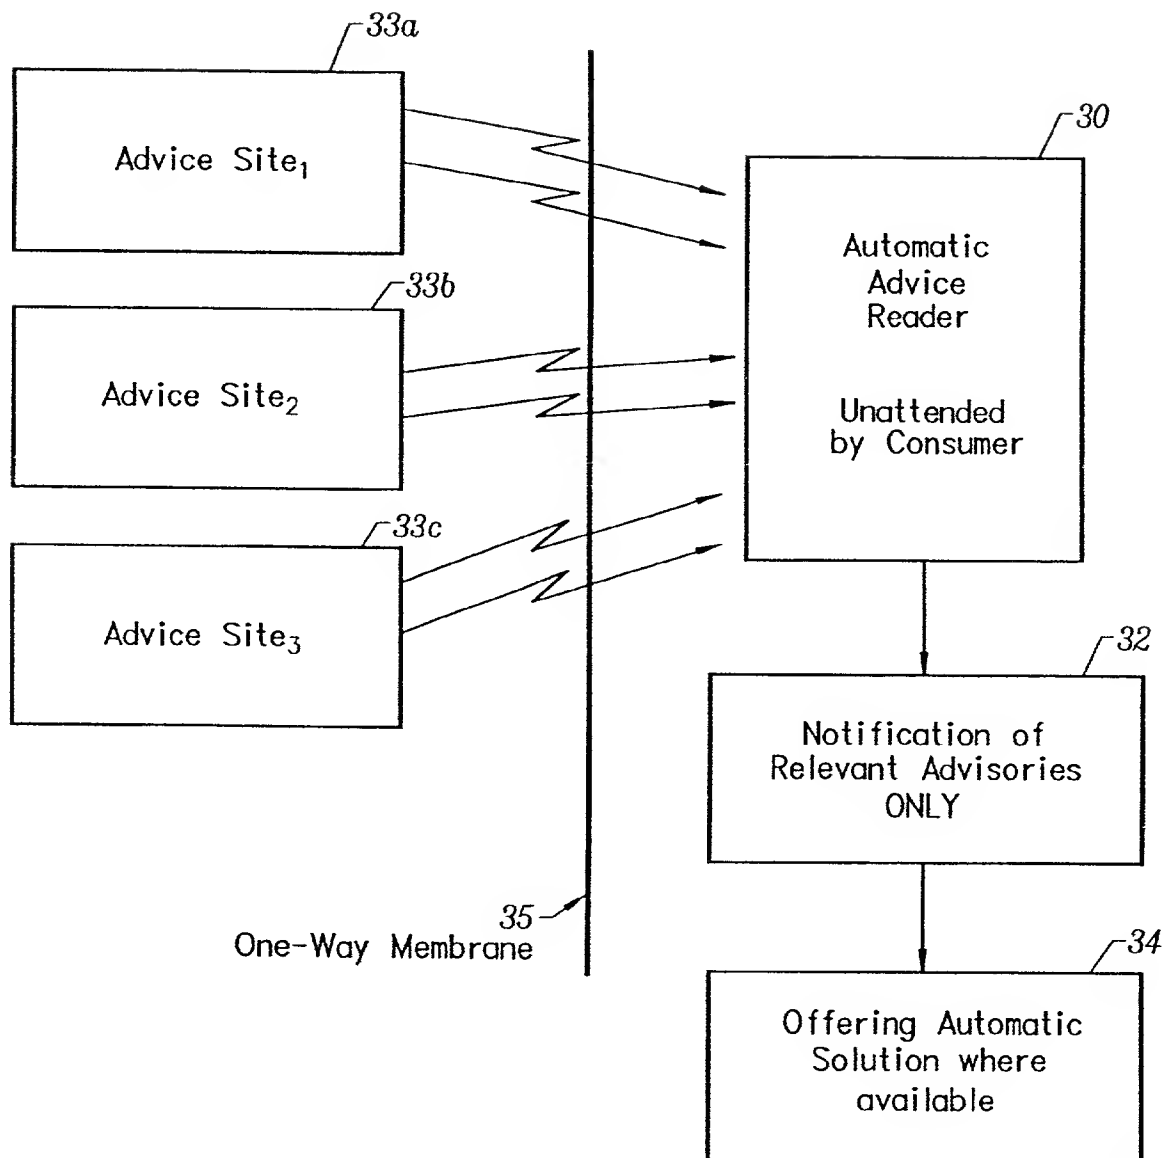 33a
Advice Site₁
33b
Advice Site₂
33c
Advice Site₃
35
One-Way Membrane
30
Automatic
Advice
Reader
Unattended
by Consumer
32
Notification of
Relevant Advisories
ONLY
34
Offering Automatic
Solution where
available